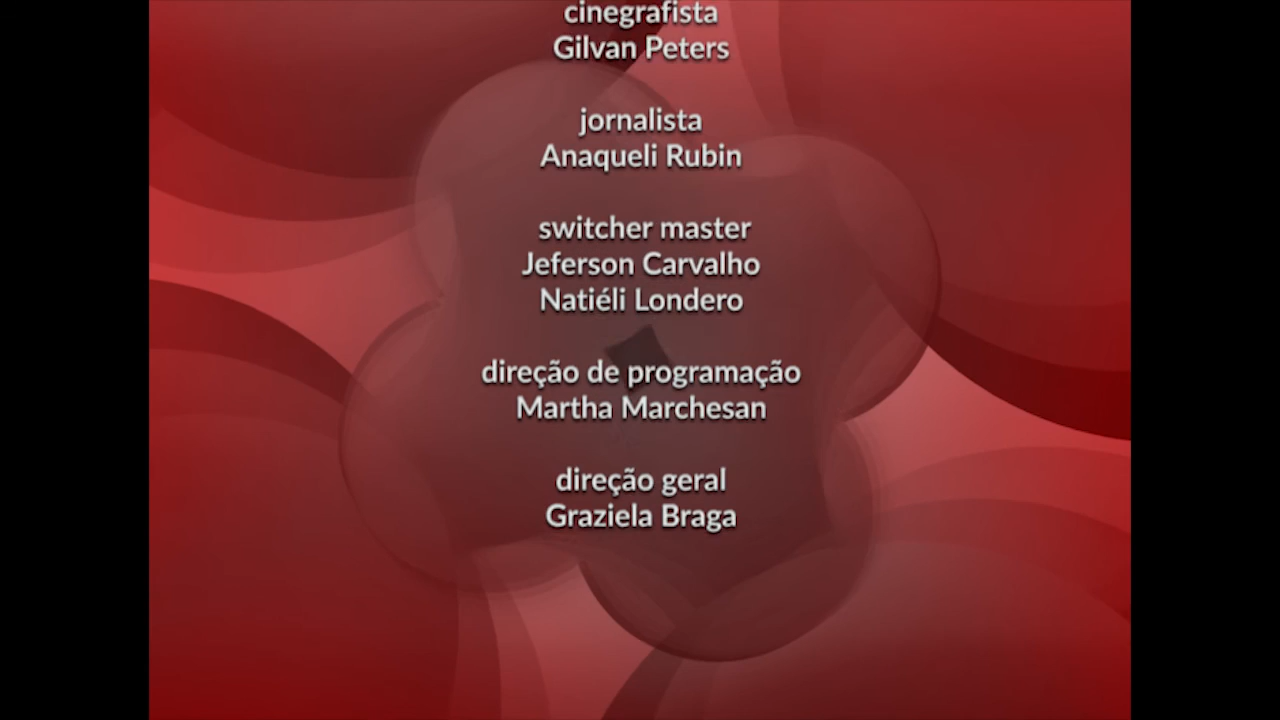 cinegrafista
Gilvan Peters
jornalista
Anaqueli Rubin
switcher master
Jeferson Carvalho
Natiéli Londero
direção de programação
Martha Marchesan
direção geral
Graziela Braga